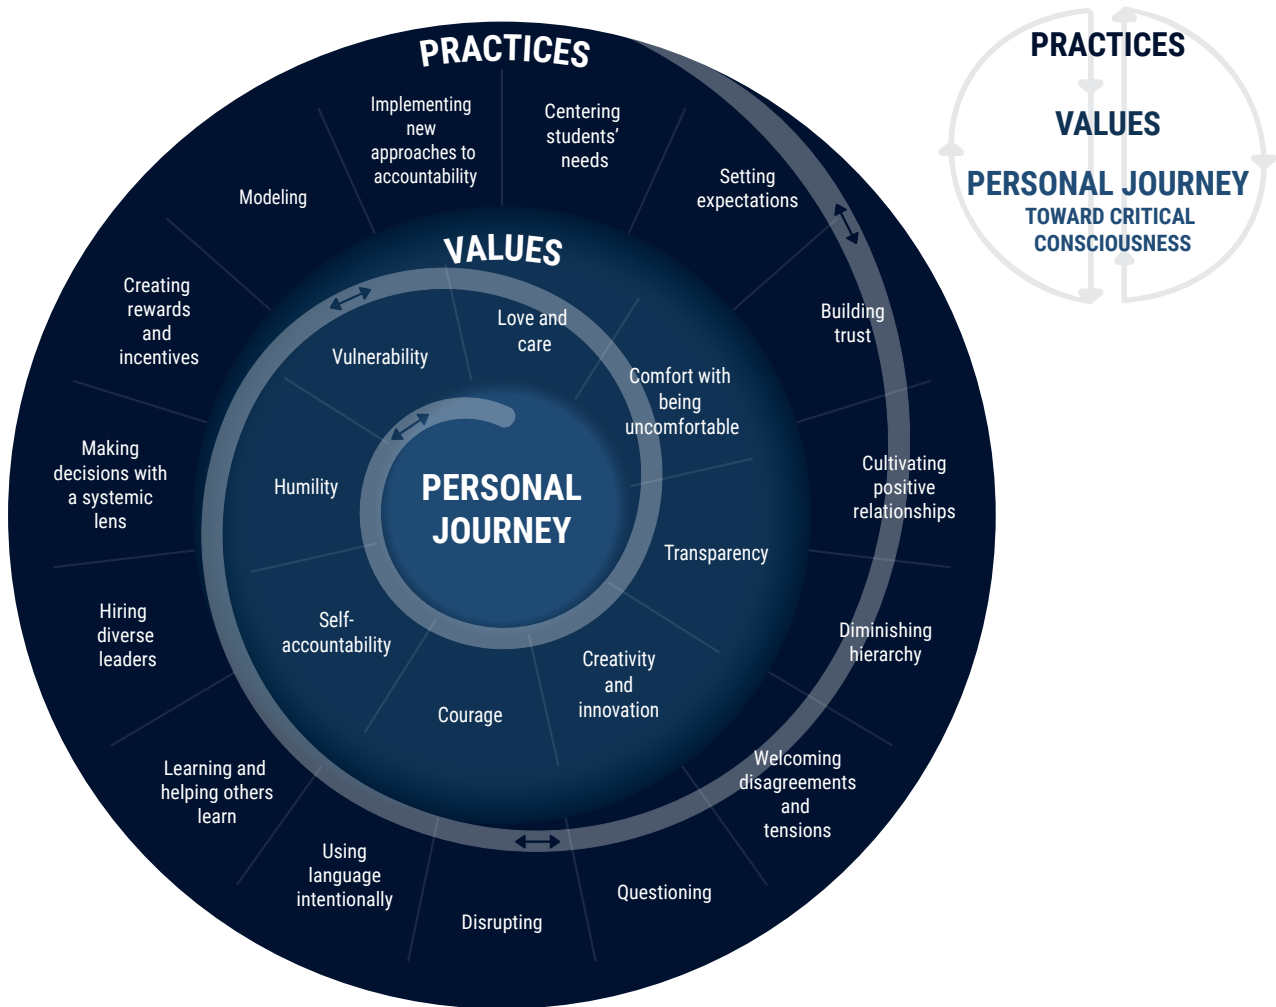 PRACTICES
Centering
students’
needs
Setting
expectations
Building
trust
Cultivating
positive
relationships
Diminishing
hierarchy
Welcoming
disagreements
and
tensions
Questioning
Disrupting
Using
language
intentionally
Learning and
helping others
learn
Hiring
diverse
leaders
Making
decisions with
a systemic
lens
Creating
rewards
and
incentives
Modeling
Implementing
new
approaches to
accountability
VALUES
Love and
care
Comfort with
being
uncomfortable
Transparency
Creativity
and
innovation
Courage
Self-
accountability
Humility
Vulnerability
PERSONAL
JOURNEY
PRACTICES
VALUES
PERSONAL JOURNEY
TOWARD CRITICAL
CONSCIOUSNESS